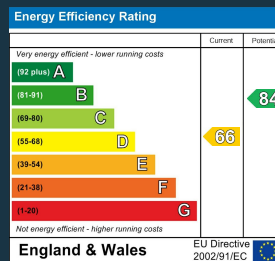 Energy Efficiency Rating
Current
Very energy efficient - lower running costs
(92 plus) A
(81-91) B
84
(69-80) C
(55-68) D
66
(39-54) E
(21-38) F
(1-20) G
Not energy efficient - higher running costs
England & Wales
EU Directive
2002/91/EC